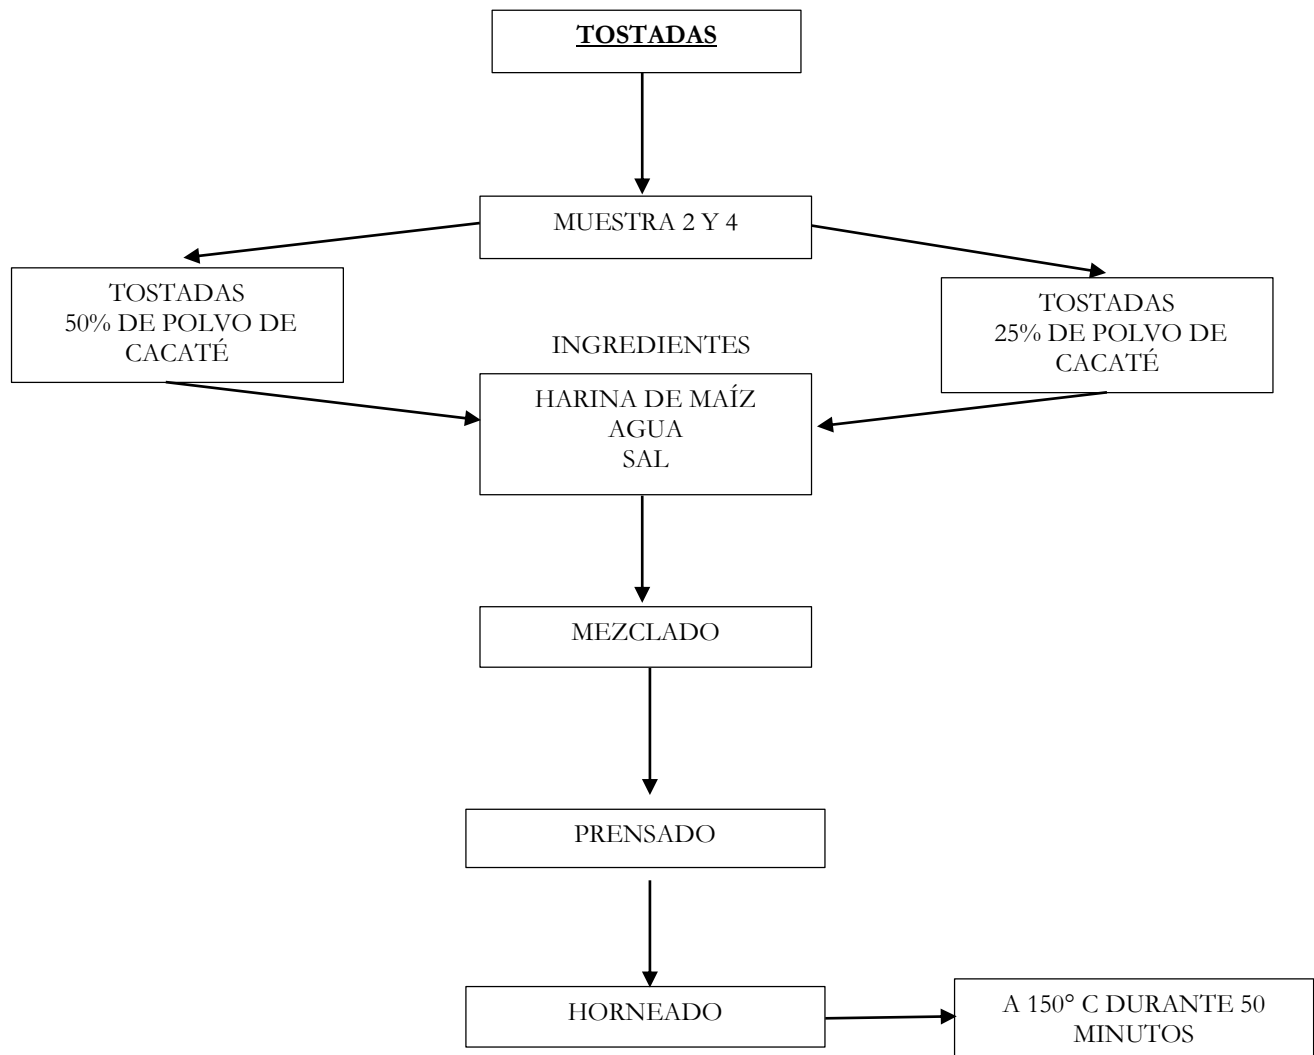 TOSTADAS
MUESTRA 2 Y 4
TOSTADAS
50% DE POLVO DE
CACATÉ
TOSTADAS
25% DE POLVO DE
CACATÉ
INGREDIENTES
HARINA DE MAÍZ
AGUA
SAL
MEZCLADO
PRENSADO
HORNEADO
A 150° C DURANTE 50
MINUTOS